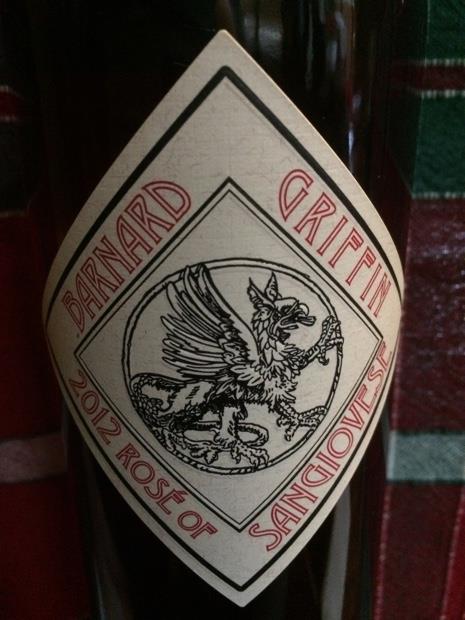 BARNARD
GRIFFIN
2012 ROSÉ OF
SANGIOVESE